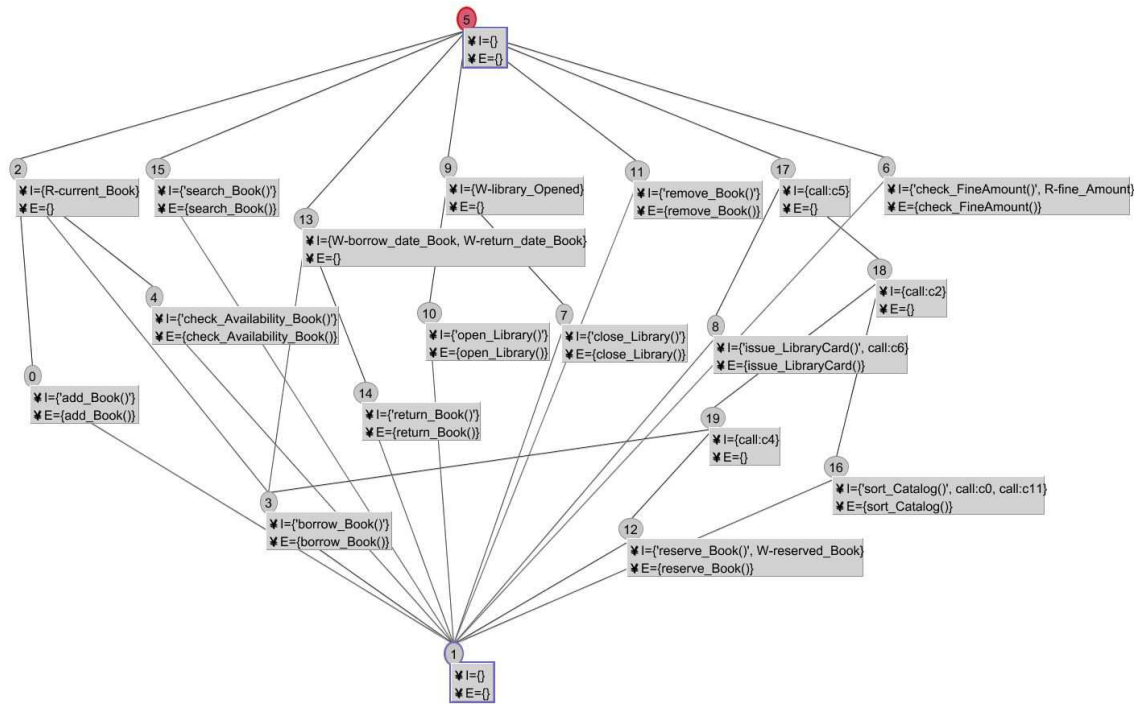 5
¥ I={}
¥ E={}
2
¥ I={R-current_Book}
¥ E={}
15
¥ I={'search_Book()'}
¥ E={search_Book()}
9
¥ I={W-library_Opened}
¥ E={}
11
¥ I={'remove_Book()'}
¥ E={remove_Book()}
17
¥ I={call:c5}
¥ E={}
6
¥ I={'check_FineAmount()', R-fine_Amount}
¥ E={check_FineAmount()}
13
¥ I={W-borrow_date_Book, W-return_date_Book}
¥ E={}
18
¥ I={call:c2}
¥ E={}
4
¥ I={'check_Availability_Book()'}
¥ E={check_Availability_Book()}
10
¥ I={'open_Library()'}
¥ E={open_Library()}
7
¥ I={'close_Library()'}
¥ E={close_Library()}
8
¥ I={'issue_LibraryCard()', call:c6}
¥ E={issue_LibraryCard()}
0
¥ I={'add_Book()'}
¥ E={add_Book()}
14
¥ I={'return_Book()'}
¥ E={return_Book()}
19
¥ I={call:c4}
¥ E={}
16
¥ I={'sort_Catalog()', call:c0, call:c11}
¥ E={sort_Catalog()}
3
¥ I={'borrow_Book()'}
¥ E={borrow_Book()}
12
¥ I={'reserve_Book()', W-reserved_Book}
¥ E={reserve_Book()}
1
¥ I={}
¥ E={}